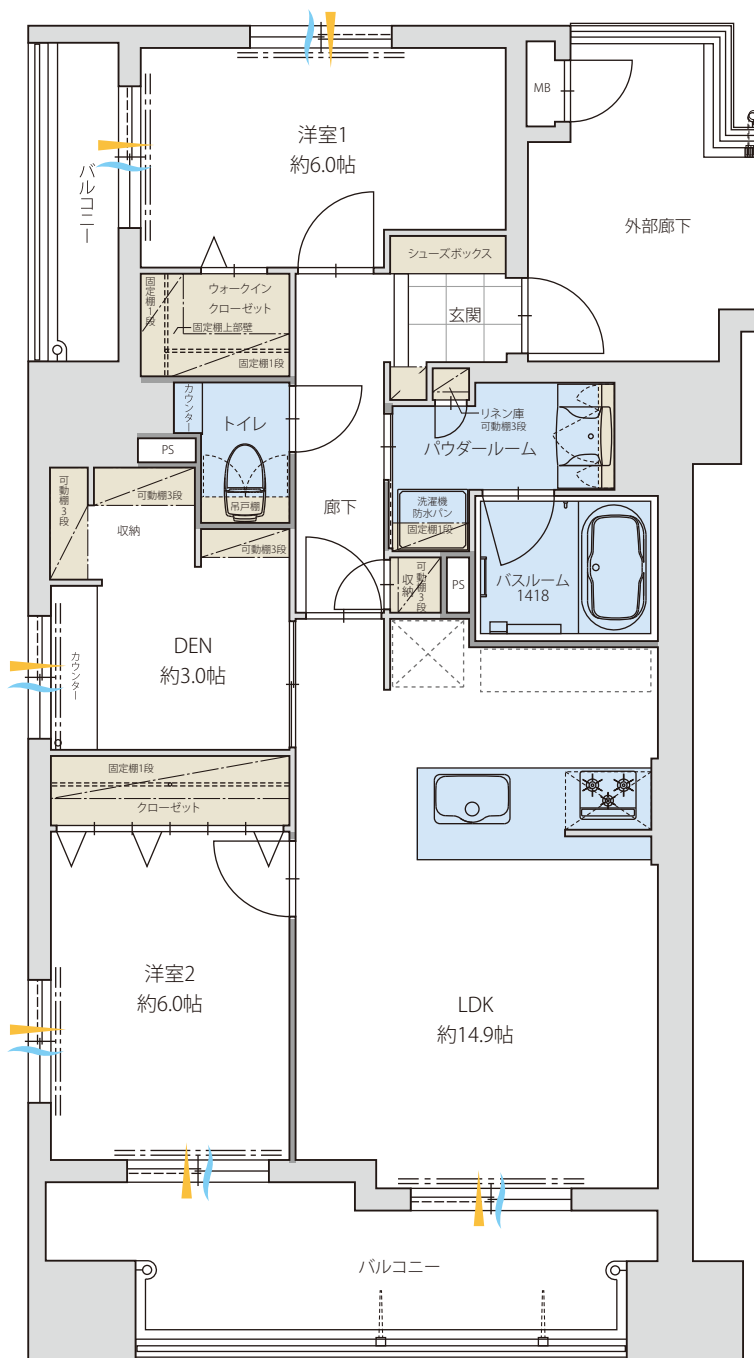 MB
洋室1
約6.0帖
バルコニー
外部廊下
シューズボックス
玄関
固定棚1段
ウォークイン
クローゼット
固定棚上部壁
固定棚1段
カウンター
トイレ
吊戸棚
PS
リネン庫
可動棚3段
パウダールーム
洗濯機
防水パン
固定棚1段
可動棚3段
可動棚3段
収納
可動棚3段
廊下
収納
可動棚3段
PS
バスルーム
1418
DEN
約3.0帖
カウンター
固定棚1段
クローゼット
洋室2
約6.0帖
LDK
約14.9帖
バルコニー